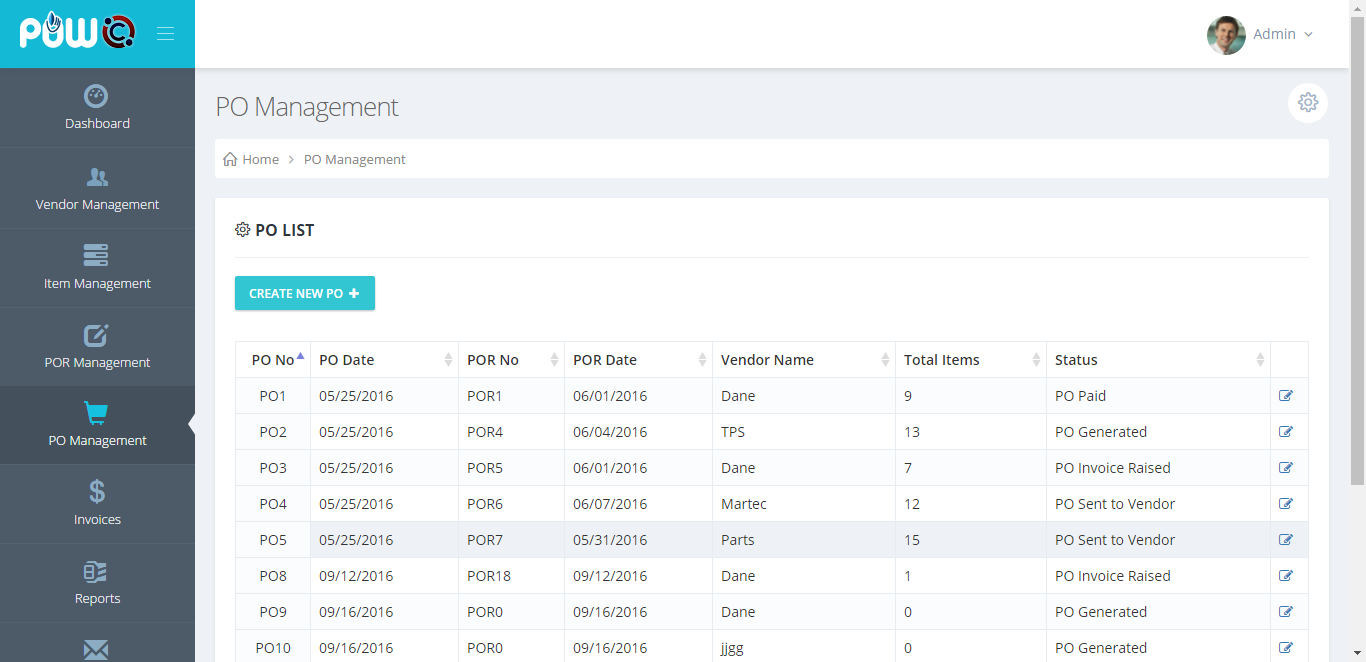 POWC
Admin
Dashboard
Vendor Management
Item Management
POR Management
PO Management
Invoices
Reports
PO Management
Home > PO Management
PO LIST
CREATE NEW PO +
PO No PO Date POR No POR Date Vendor Name Total Items Status
PO1 05/25/2016 POR1 06/01/2016 Dane 9 PO Paid
PO2 05/25/2016 POR4 06/04/2016 TPS 13 PO Generated
PO3 05/25/2016 POR5 06/01/2016 Dane 7 PO Invoice Raised
PO4 05/25/2016 POR6 06/07/2016 Martec 12 PO Sent to Vendor
PO5 05/25/2016 POR7 05/31/2016 Parts 15 PO Sent to Vendor
PO8 09/12/2016 POR18 09/12/2016 Dane 1 PO Invoice Raised
PO9 09/16/2016 POR0 09/16/2016 Dane 0 PO Generated
PO10 09/16/2016 POR0 09/16/2016 jjgg 0 PO Generated